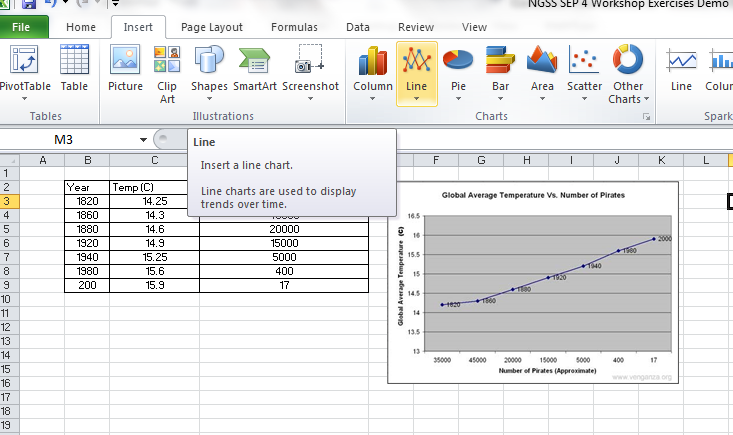 NGSS SEP 4 Workshop Exercises Demo
File Home Insert Page Layout Formulas Data Review View
PivotTable Table Picture Clip Art Shapes SmartArt Screenshot Column Line Pie Bar Area Scatter Other Charts Line Colu
Tables Illustrations Charts Spark
M3
Line
Insert a line chart.
Line charts are used to display
trends over time.
A B C F G H I J K L
1
2 Year Temp (C)
3 1820 14.25
4 1860 14.3
5 1880 14.6 20000
6 1920 14.9 15000
7 1940 15.25 5000
8 1980 15.6 400
9 200 15.9 17
10
11
12
13
14
15
16
17
18
19
Global Average Temperature Vs. Number of Pirates
Global Average Temperature (C)
16.5
16
15.5
15
14.5
14
13.5
13
1820 1860 1880 1920 1940 1980 2000
35000 45000 20000 15000 5000 400 17
Number of Pirates (Approximate)
www.venganza.org